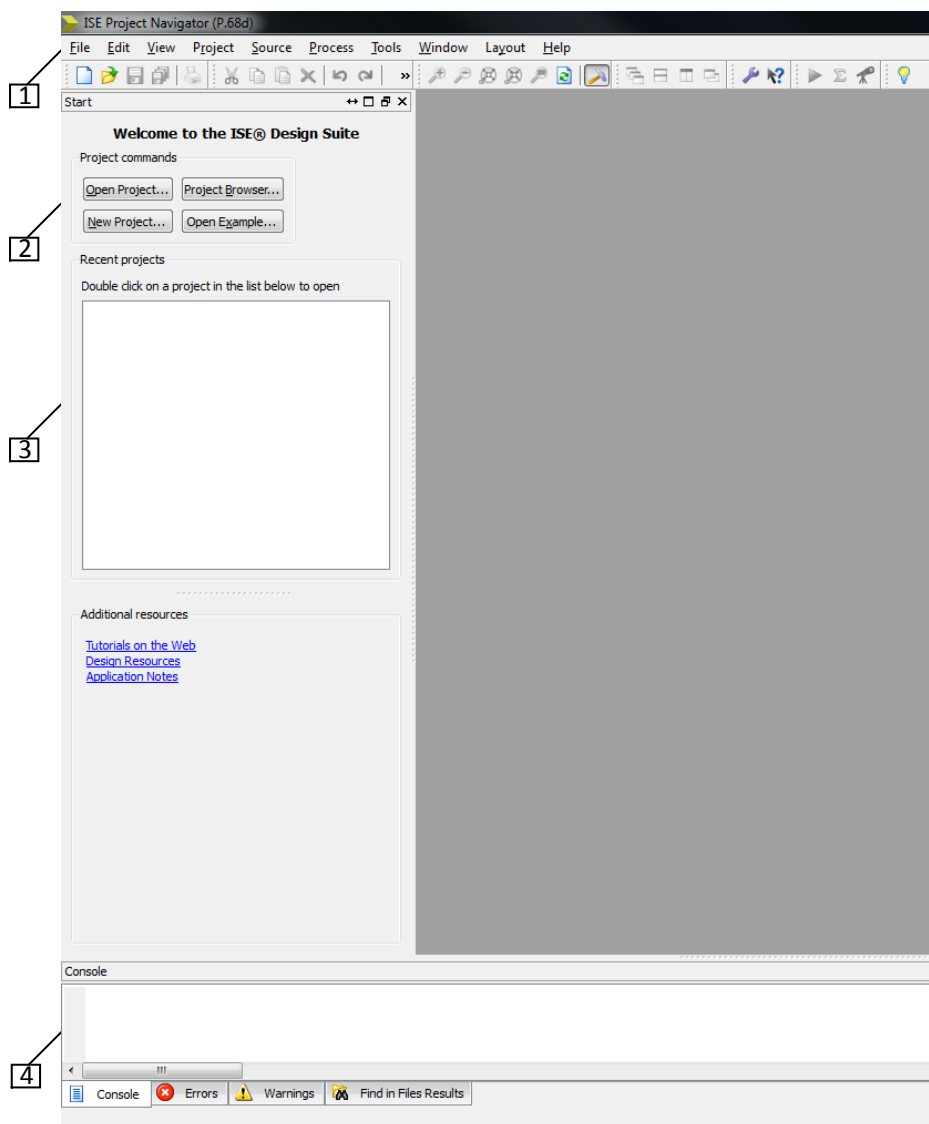 ISE Project Navigator (P.68d)
File Edit View Project Source Process Tools Window Layout Help
1
Start
Welcome to the ISE® Design Suite
Project commands
Open Project... Project Browser...
New Project... Open Example...
2
Recent projects
Double click on a project in the list below to open
3
Additional resources
Tutorials on the Web
Design Resources
Application Notes
Console
4
Console Errors Warnings Find in Files Results